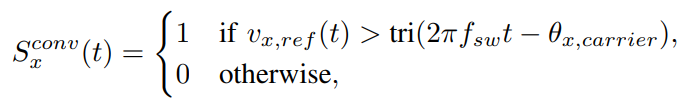 S_x^{conv}(t) = { 1 if v_{x,ref}(t) > tri(2πf_{sw}t − θ_{x,carrier}),
0 otherwise,